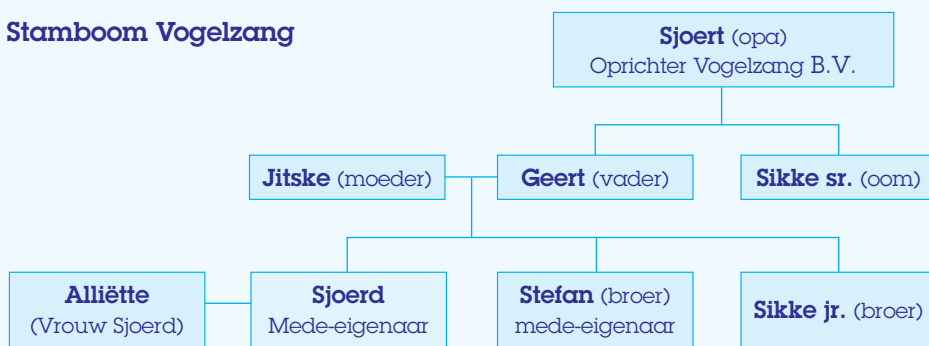 Stamboom Vogelzang
Sjoert (opa)
Oprichter Vogelzang B.V.
Jitske (moeder)
Geert (vader)
Sikke sr. (oom)
Alliëtte
(Vrouw Sjoerd)
Sjoerd
Mede-eigenaar
Stefan (broer)
mede-eigenaar
Sikke jr. (broer)